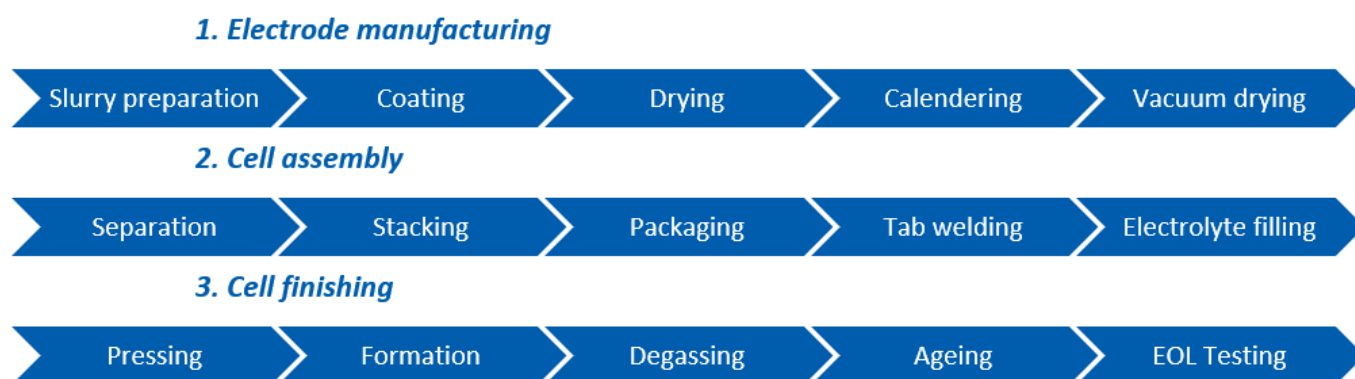 1. Electrode manufacturing
Slurry preparation Coating Drying Calendering Vacuum drying
2. Cell assembly
Separation Stacking Packaging Tab welding Electrolyte filling
3. Cell finishing
Pressing Formation Degassing Ageing EOL Testing